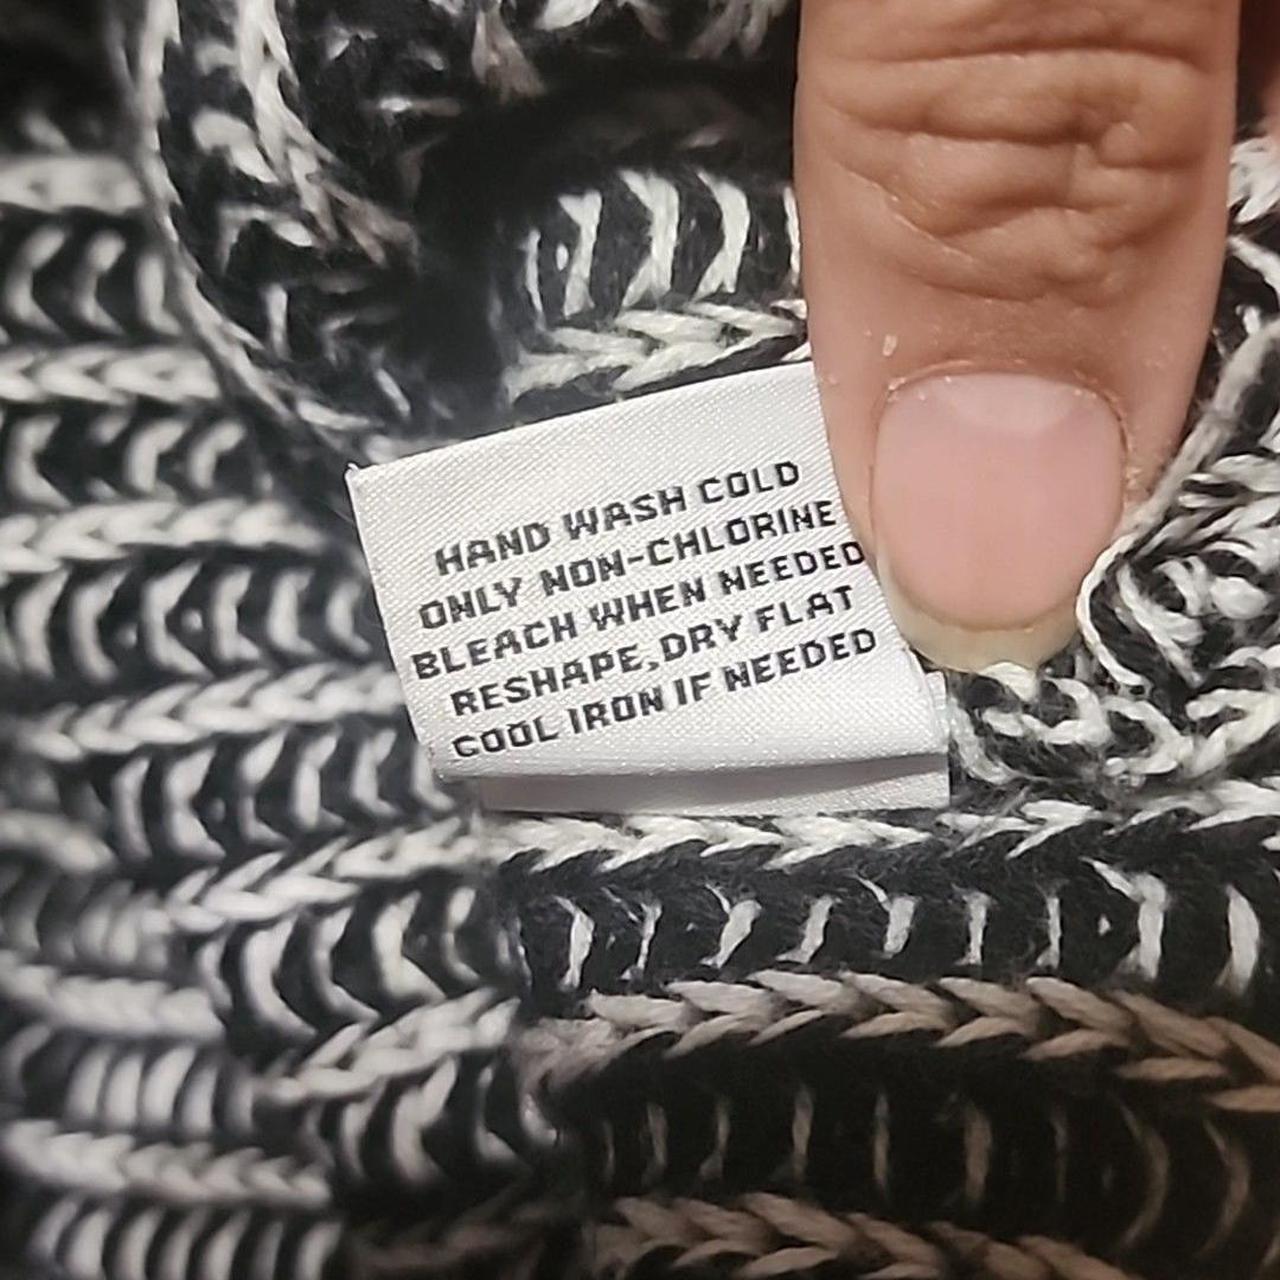 HAND WASH COLD
ONLY NON-CHLORINE
BLEACH WHEN NEEDED
RESHAPE, DRY FLAT
COOL IRON IF NEEDED